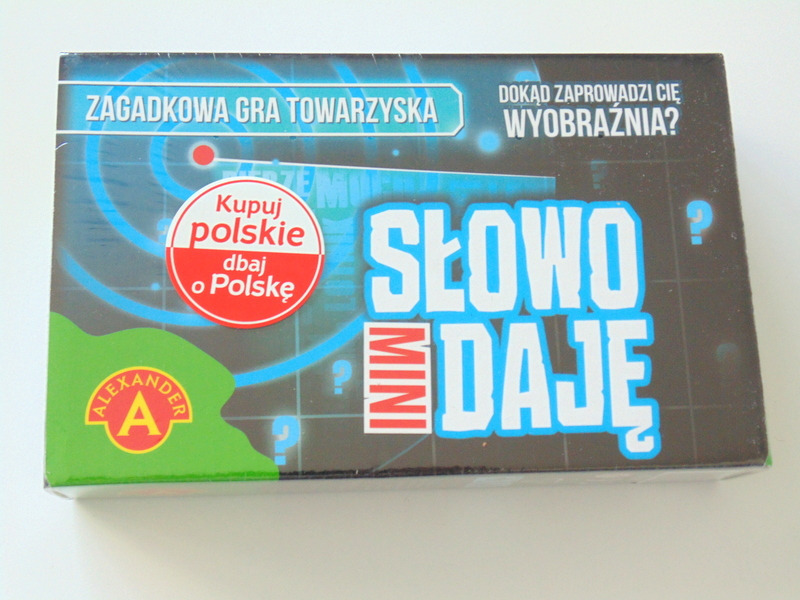 ZAGADKOWA GRA TOWARZYSKA
DOKĄD ZAPROWADZI CIĘ
WYOBRAŹNIA?
Kupuj
polskie
dbaj
o Polskę
SŁOWO
MINI
DAJĘ
ALEXANDER
A
?
?
?